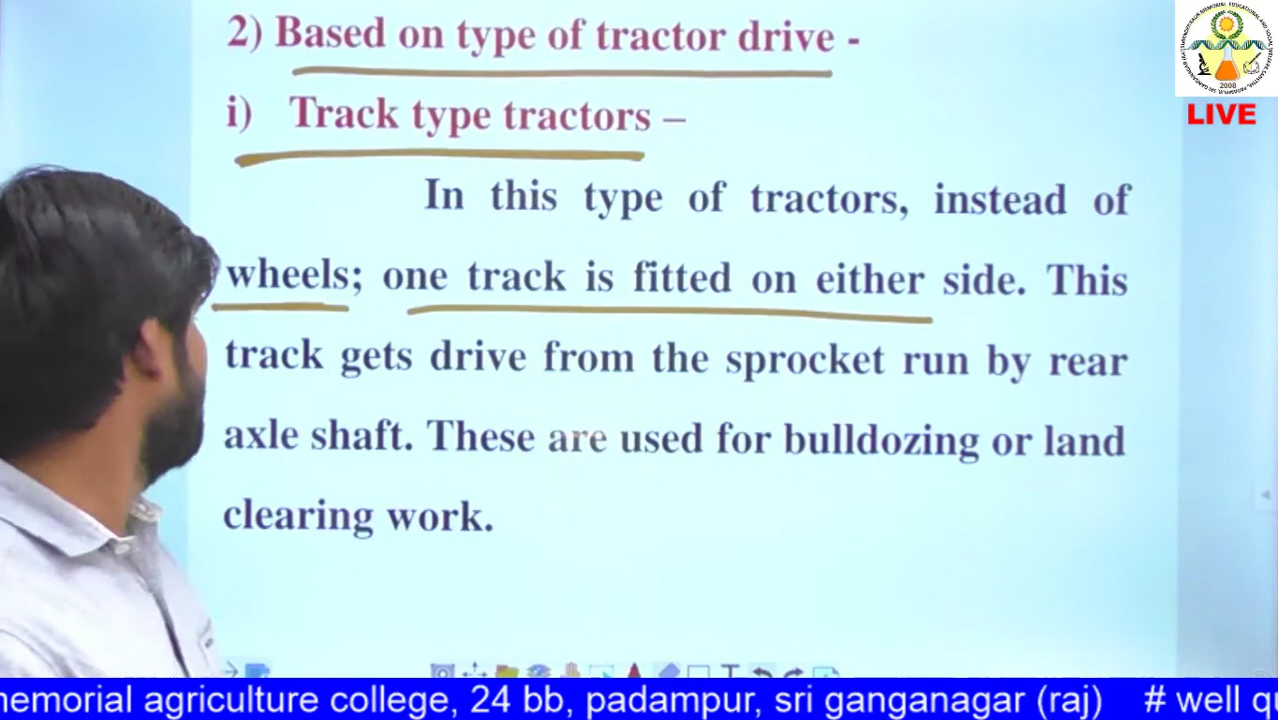 2) Based on type of tractor drive -
i) Track type tractors –
In this type of tractors, instead of
wheels; one track is fitted on either side. This
track gets drive from the sprocket run by rear
axle shaft. These are used for bulldozing or land
clearing work.
2008
LIVE
memorial agriculture college, 24 bb, padampur, sri ganganagar (raj) # well qu